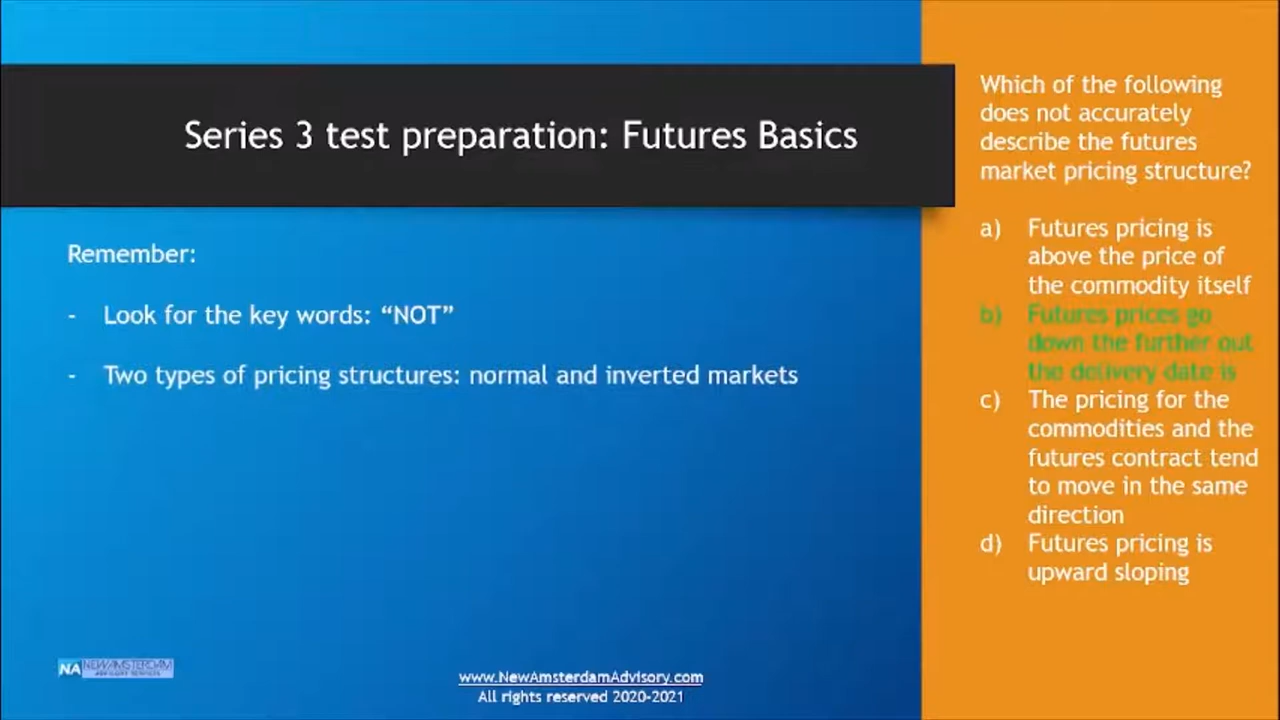 Series 3 test preparation: Futures Basics
Remember:
- Look for the key words: “NOT”
- Two types of pricing structures: normal and inverted markets
Which of the following
does not accurately
describe the futures
market pricing structure?
a) Futures pricing is
above the price of
the commodity itself
b) Futures prices go
down the further out
the delivery date is
c) The pricing for the
commodities and the
futures contract tend
to move in the same
direction
d) Futures pricing is
upward sloping
NA NEW AMSTERDAM
ADVISORY SERVICES
www.NewAmsterdamAdvisory.com
All rights reserved 2020-2021